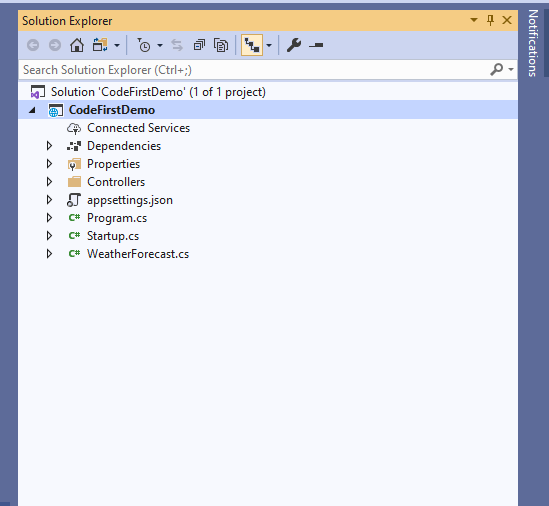 Solution Explorer
Search Solution Explorer (Ctrl+;)
Solution 'CodeFirstDemo' (1 of 1 project)
CodeFirstDemo
Connected Services
Dependencies
Properties
Controllers
appsettings.json
C# Program.cs
C# Startup.cs
C# WeatherForecast.cs
Notifications